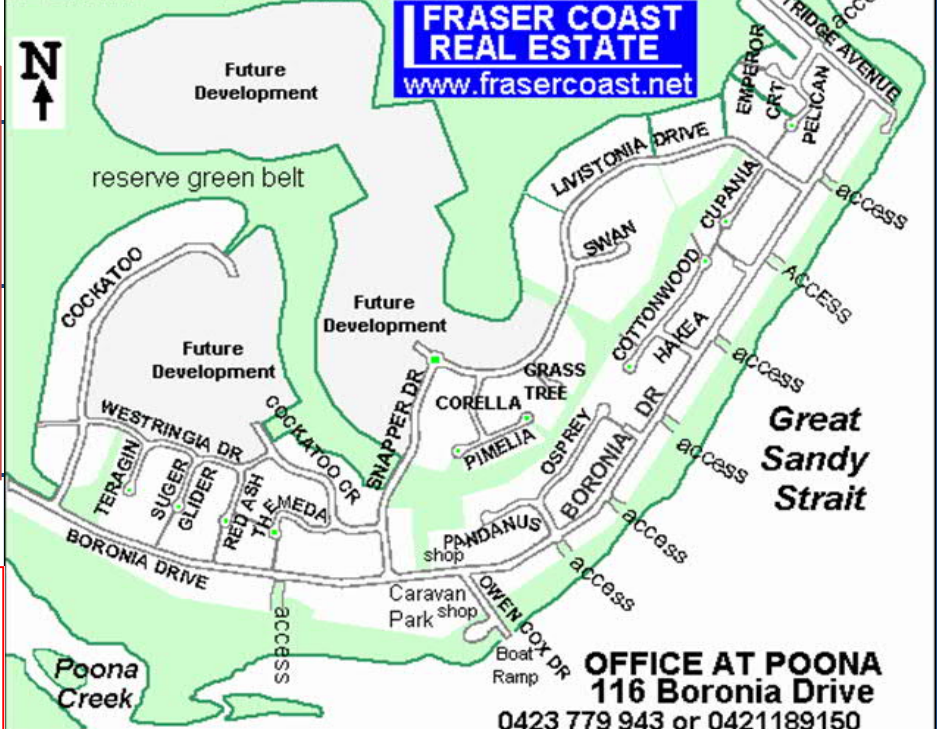 FRASER COAST
REAL ESTATE
www.frasercoast.net
N
TRIDGE AVENUE
acce
EMPEROR
CRT
PELICAN
Future
Development
LIVISTONIA DRIVE
reserve green belt
access
CUPANIA
SWAN
COCKATOO
ACCESS
COTTONWOOD
Future
Development
HAKEA
access
Future
Development
GRASS
TREE
CORELLA
SNAPPER DR
DR
Great
Sandy
Strait
WESTRINGIA DR
COCKATOO CR
PIMELIA
OSPREY
BORONIA
access
TERAGIN
SUGER
GLIDER
RED ASH
THE
MEDA
PANDANUS
access
shop
BORONIA DRIVE
access
Caravan
Park
shop
OWEN COX DR
access
Boat
Ramp
Poona
Creek
OFFICE AT POONA
116 Boronia Drive
0423 779 943 or 0421189150